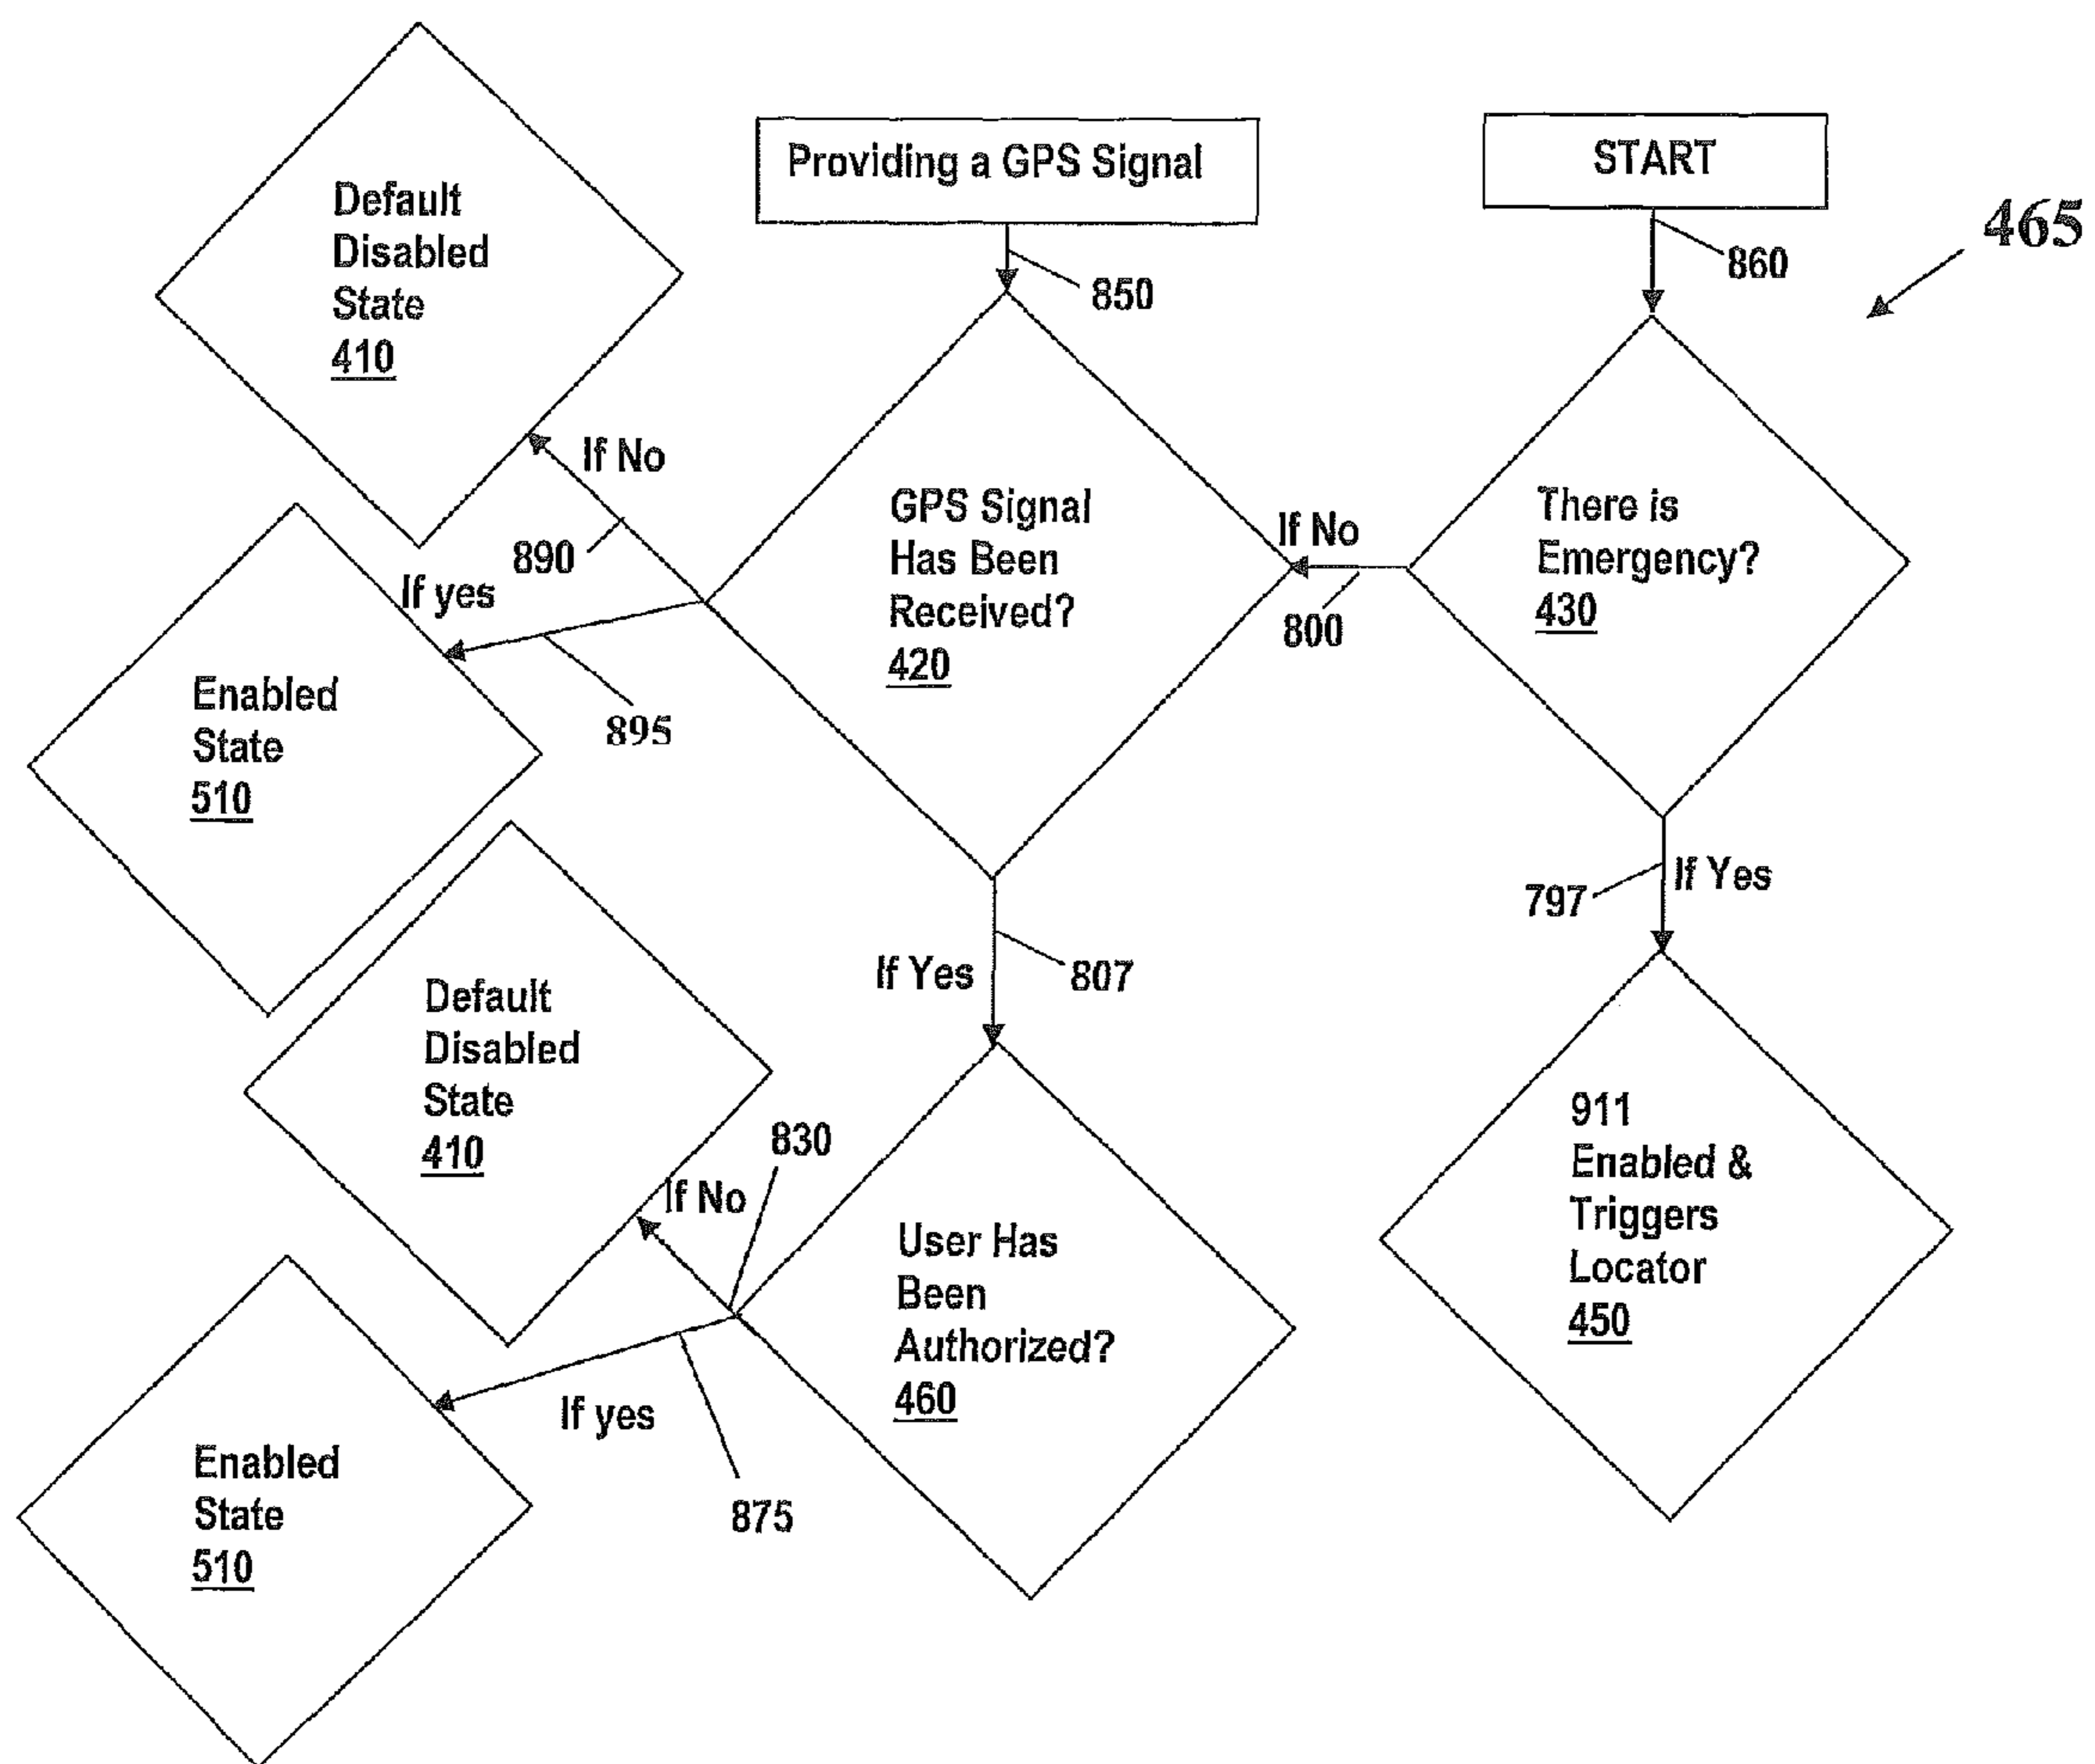 Default
Disabled
State
410
Providing a GPS Signal
START
465
850
860
If No
890
GPS Signal
Has Been
Received?
420
If No
800
There is
Emergency?
430
If yes
895
Enabled
State
510
If Yes
797
If Yes
807
Default
Disabled
State
410
830
If No
User Has
Been
Authorized?
460
911
Enabled &
Triggers
Locator
450
If yes
875
Enabled
State
510